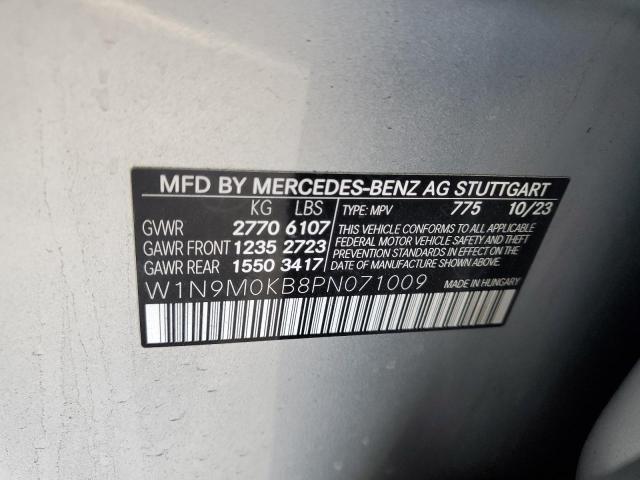 MFD BY MERCEDES-BENZ AG STUTTGART
KG LBS TYPE: MPV 775 10/23
GVWR 2770 6107
GAWR FRONT 1235 2723
GAWR REAR 1550 3417
THIS VEHICLE CONFORMS TO ALL APPLICABLE
FEDERAL MOTOR VEHICLE SAFETY AND THEFT
PREVENTION STANDARDS IN EFFECT ON THE
DATE OF MANUFACTURE SHOWN ABOVE.
W1N9M0KB8PN071009 MADE IN HUNGARY